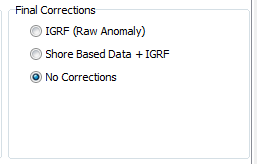 Final Corrections
IGRF (Raw Anomaly)
Shore Based Data + IGRF
No Corrections